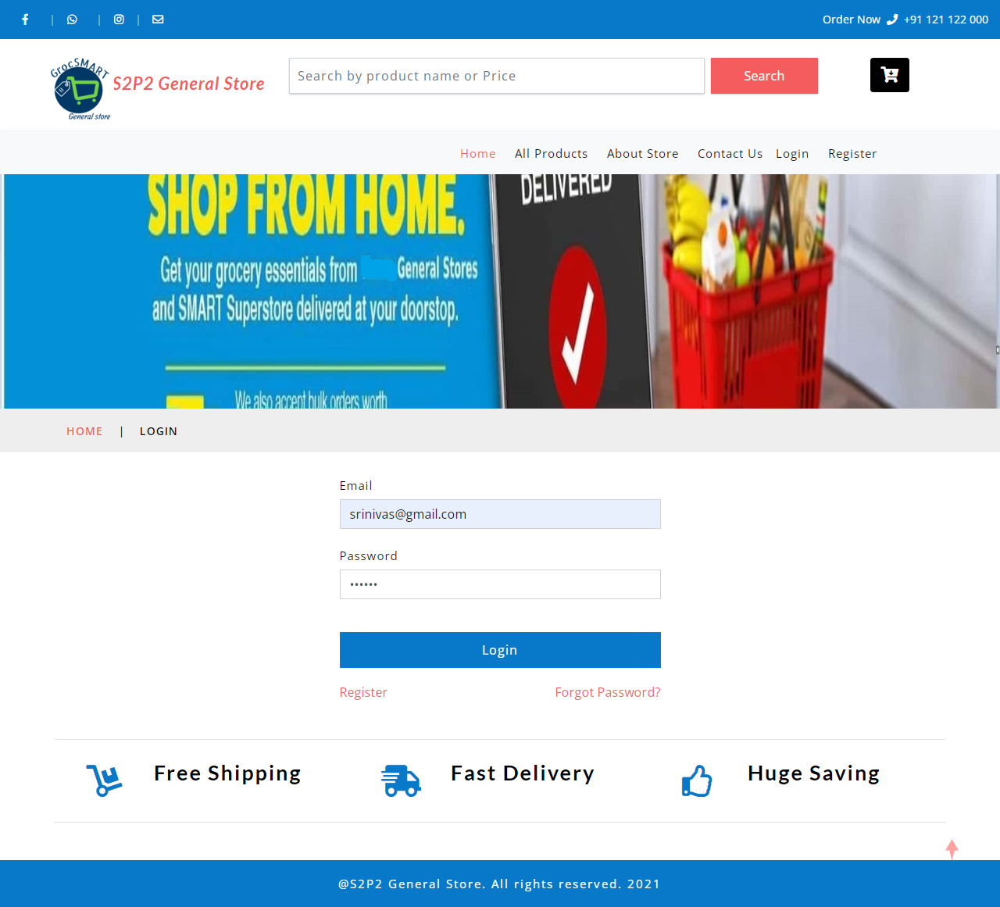 | | |
Order Now +91 121 122 000
GrocSMART
General store
S2P2 General Store
Search by product name or Price
Search
Home All Products About Store Contact Us Login Register
SHOP FROM HOME.
Get your grocery essentials from General Stores
and SMART Superstore delivered at your doorstop.
We also accept bulk orders worth
DELIVERED
HOME | LOGIN
Email
srinivas@gmail.com
Password
••••••
Login
Register Forgot Password?
Free Shipping Fast Delivery Huge Saving
@S2P2 General Store. All rights reserved. 2021